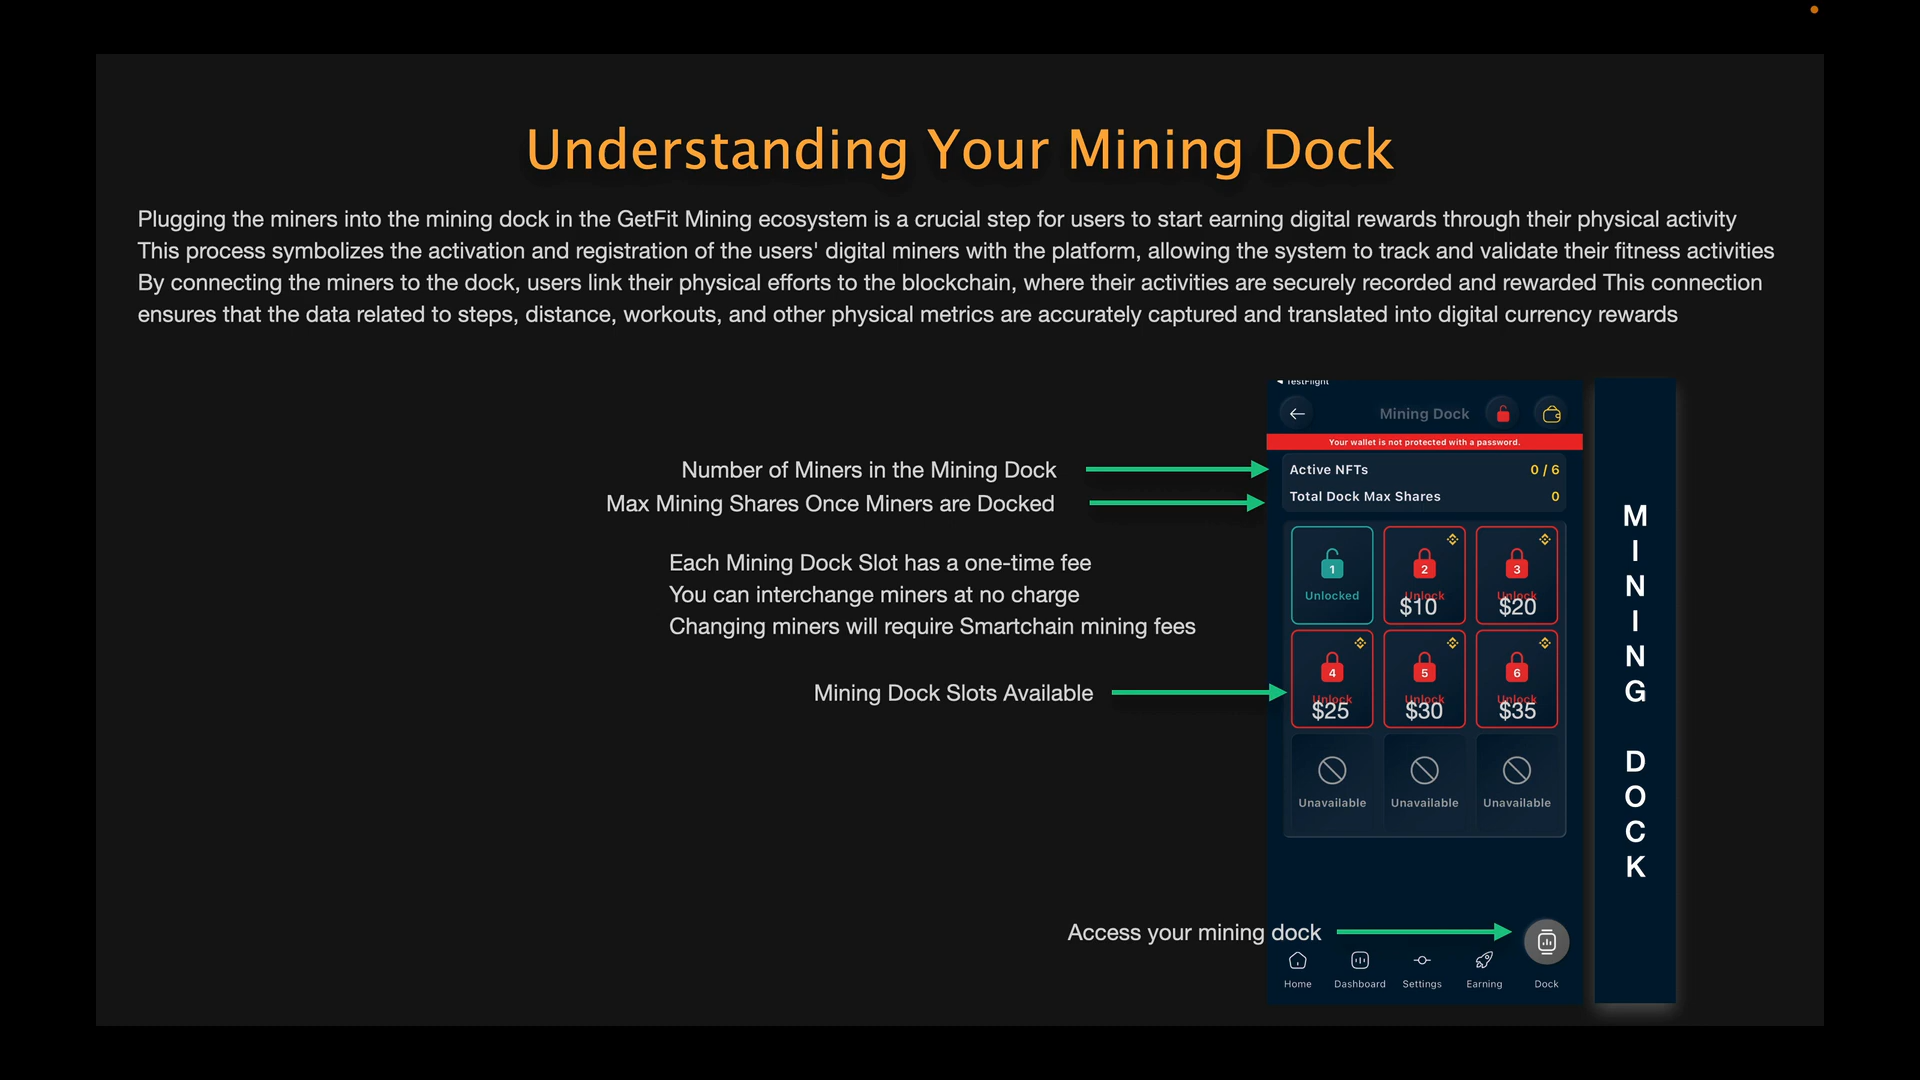 Understanding Your Mining Dock
Plugging the miners into the mining dock in the GetFit Mining ecosystem is a crucial step for users to start earning digital rewards through their physical activity
This process symbolizes the activation and registration of the users' digital miners with the platform, allowing the system to track and validate their fitness activities
By connecting the miners to the dock, users link their physical efforts to the blockchain, where their activities are securely recorded and rewarded This connection
ensures that the data related to steps, distance, workouts, and other physical metrics are accurately captured and translated into digital currency rewards
TestFlight
Mining Dock
Your wallet is not protected with a password.
Number of Miners in the Mining Dock
Active NFTs 0 / 6
Max Mining Shares Once Miners are Docked
Total Dock Max Shares 0
Each Mining Dock Slot has a one-time fee
You can interchange miners at no charge
Changing miners will require Smartchain mining fees
1 2 3
Unlocked Unlock Unlock
$10 $20
Mining Dock Slots Available
4 5 6
Unlock Unlock Unlock
$25 $30 $35
Unavailable Unavailable Unavailable
Access your mining dock
Home Dashboard Settings Earning Dock
MINING DOCK